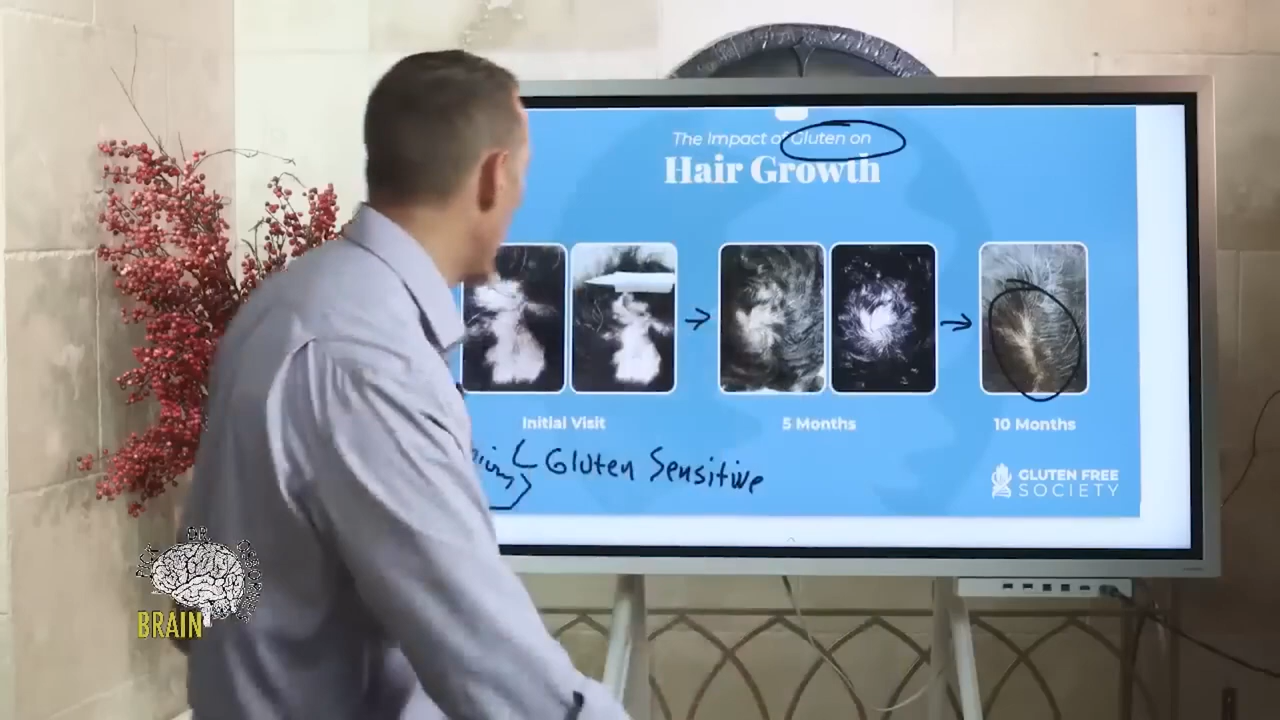 The Impact of Gluten on
Hair Growth
Initial Visit
5 Months
10 Months
Gluten Sensitive
GLUTEN FREE
SOCIETY
BRAIN